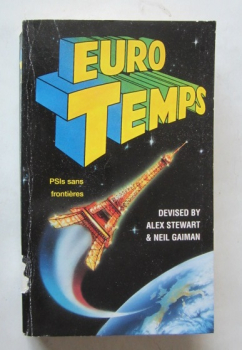 EURO
TEMPS
PSIs sans
frontières
DEVISED BY
ALEX STEWART
& NEIL GAIMAN